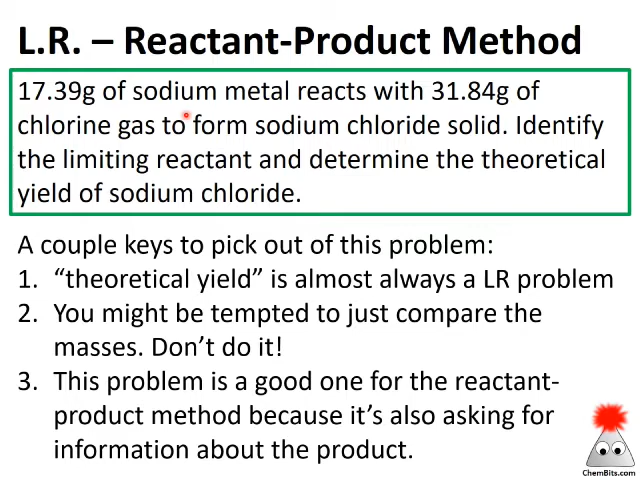 L.R. – Reactant-Product Method
17.39g of sodium metal reacts with 31.84g of
chlorine gas to form sodium chloride solid. Identify
the limiting reactant and determine the theoretical
yield of sodium chloride.
A couple keys to pick out of this problem:
1. “theoretical yield” is almost always a LR problem
2. You might be tempted to just compare the
masses. Don’t do it!
3. This problem is a good one for the reactant-
product method because it’s also asking for
information about the product.
ChemBits.com